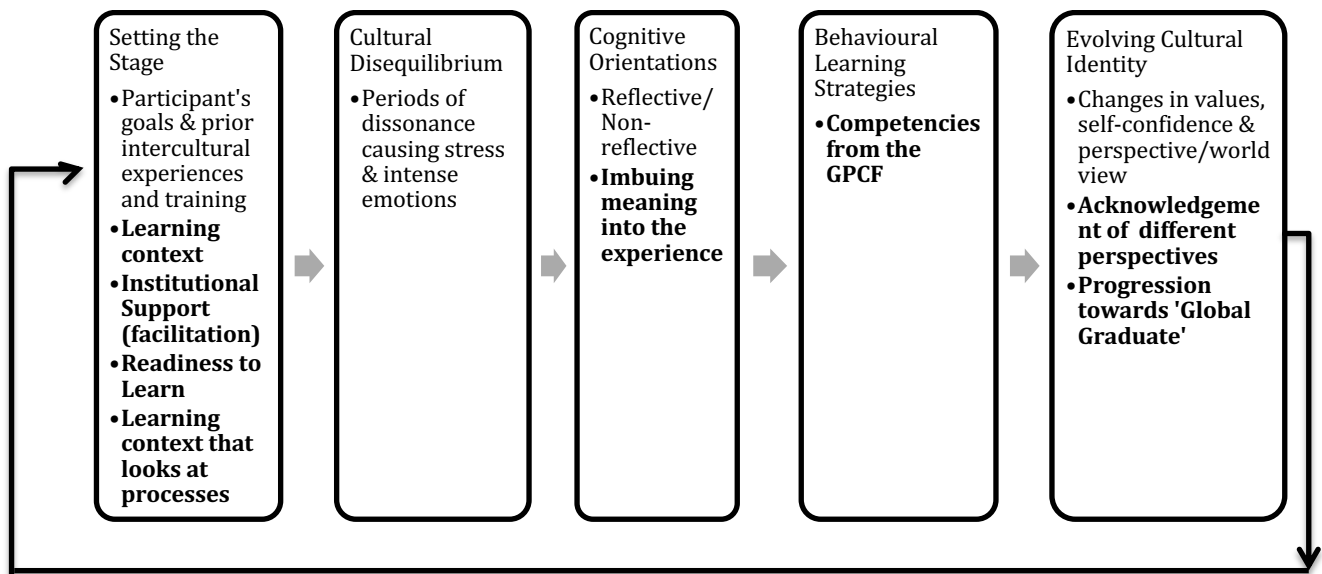 Setting the
Stage
•Participant's
goals & prior
intercultural
experiences
and training
•Learning
context
•Institutional
Support
(facilitation)
•Readiness to
Learn
•Learning
context that
looks at
processes
Cultural
Disequilibrium
•Periods of
dissonance
causing stress
& intense
emotions
Cognitive
Orientations
•Reflective/
Non-
reflective
•Imbuing
meaning
into the
experience
Behavioural
Learning
Strategies
•Competencies
from the
GPCF
Evolving Cultural
Identity
•Changes in values,
self-confidence &
perspective/world
view
•Acknowledgeme
nt of different
perspectives
•Progression
towards 'Global
Graduate'